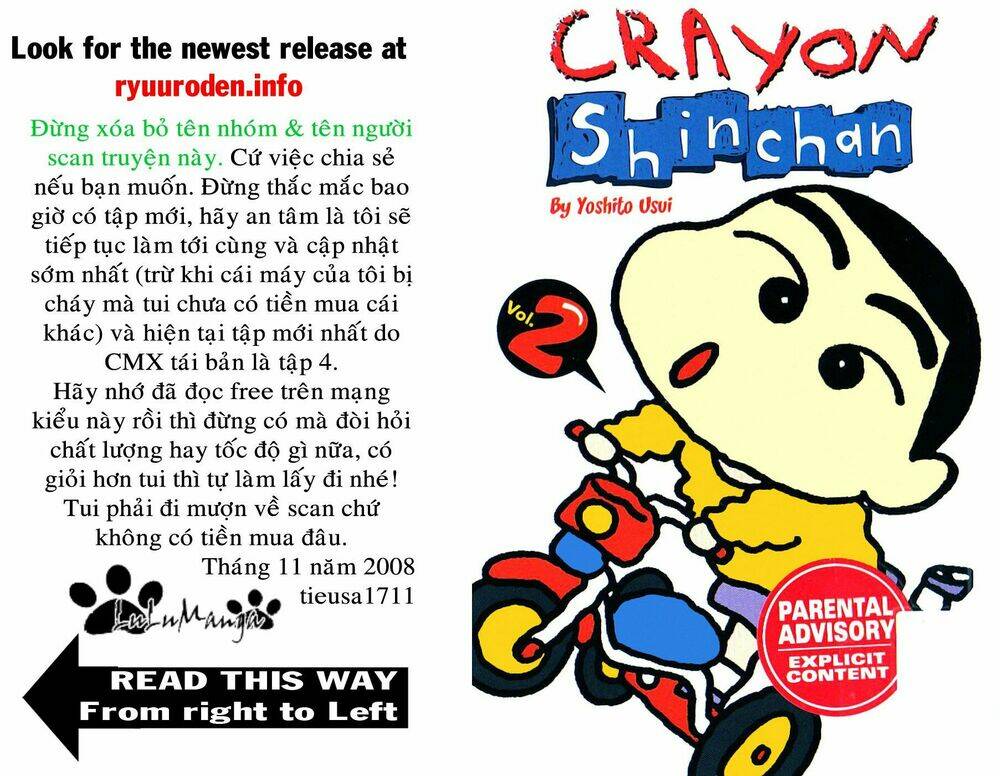 Look for the newest release at
ryuuroden.info
Đừng xóa bỏ tên nhóm & tên người
scan truyện này. Cứ việc chia sẻ
nếu bạn muốn. Đừng thắc mắc bao
giờ có tập mới, hãy an tâm là tôi sẽ
tiếp tục làm tới cùng và cập nhật
sớm nhất (trừ khi cái máy của tôi bị
cháy mà tui chưa có tiền mua cái
khác) và hiện tại tập mới nhất do
CMX tái bản là tập 4.
Hãy nhớ đã đọc free trên mạng
kiểu này rồi thì đừng có mà đòi hỏi
chất lượng hay tốc độ gì nữa, có
giỏi hơn tui thì tự làm lấy đi nhé!
Tui phải đi mượn về scan chứ
không có tiền mua đâu.
Tháng 11 năm 2008
tieusa1711
LuLuManga
READ THIS WAY
From right to Left
CRAYON
Shinchan
By Yoshito Usui
Vol.
2
PARENTAL
ADVISORY
EXPLICIT
CONTENT